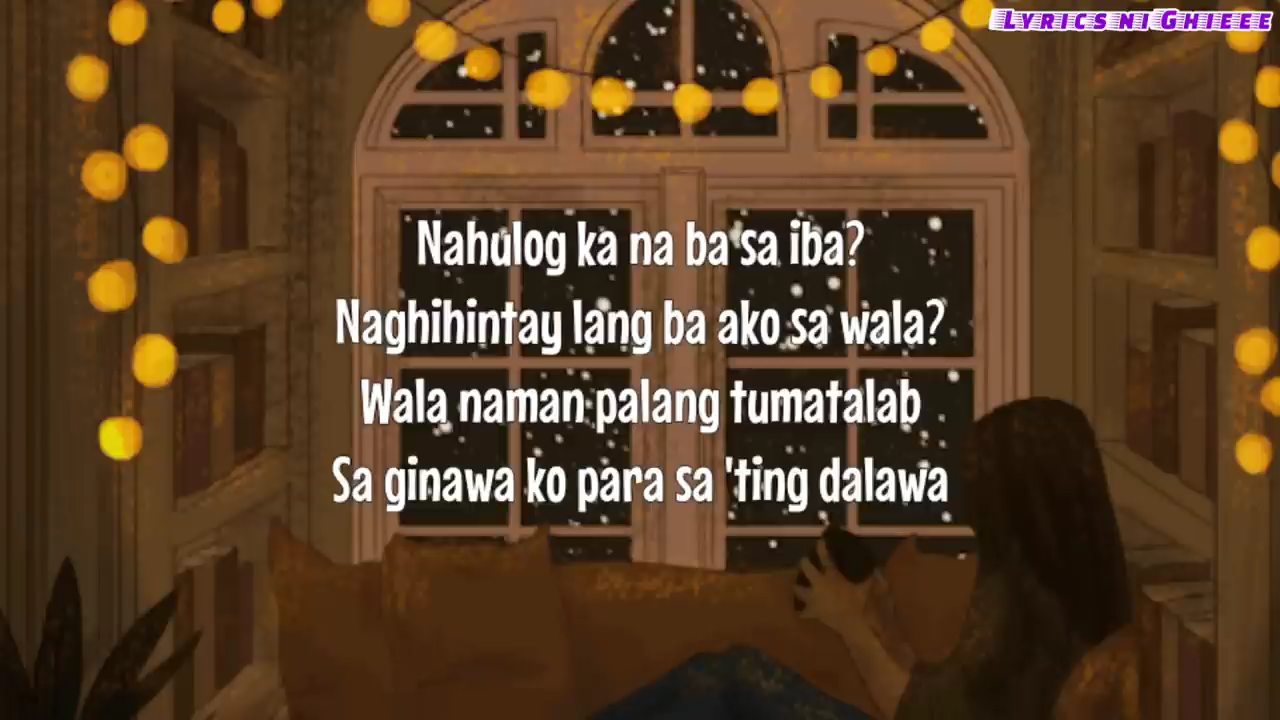 LYRICS NI GHIEEE
Nahulog ka na ba sa iba?
Naghihintay lang ba ako sa wala?
Wala naman palang tumatalab
Sa ginawa ko para sa 'ting dalawa